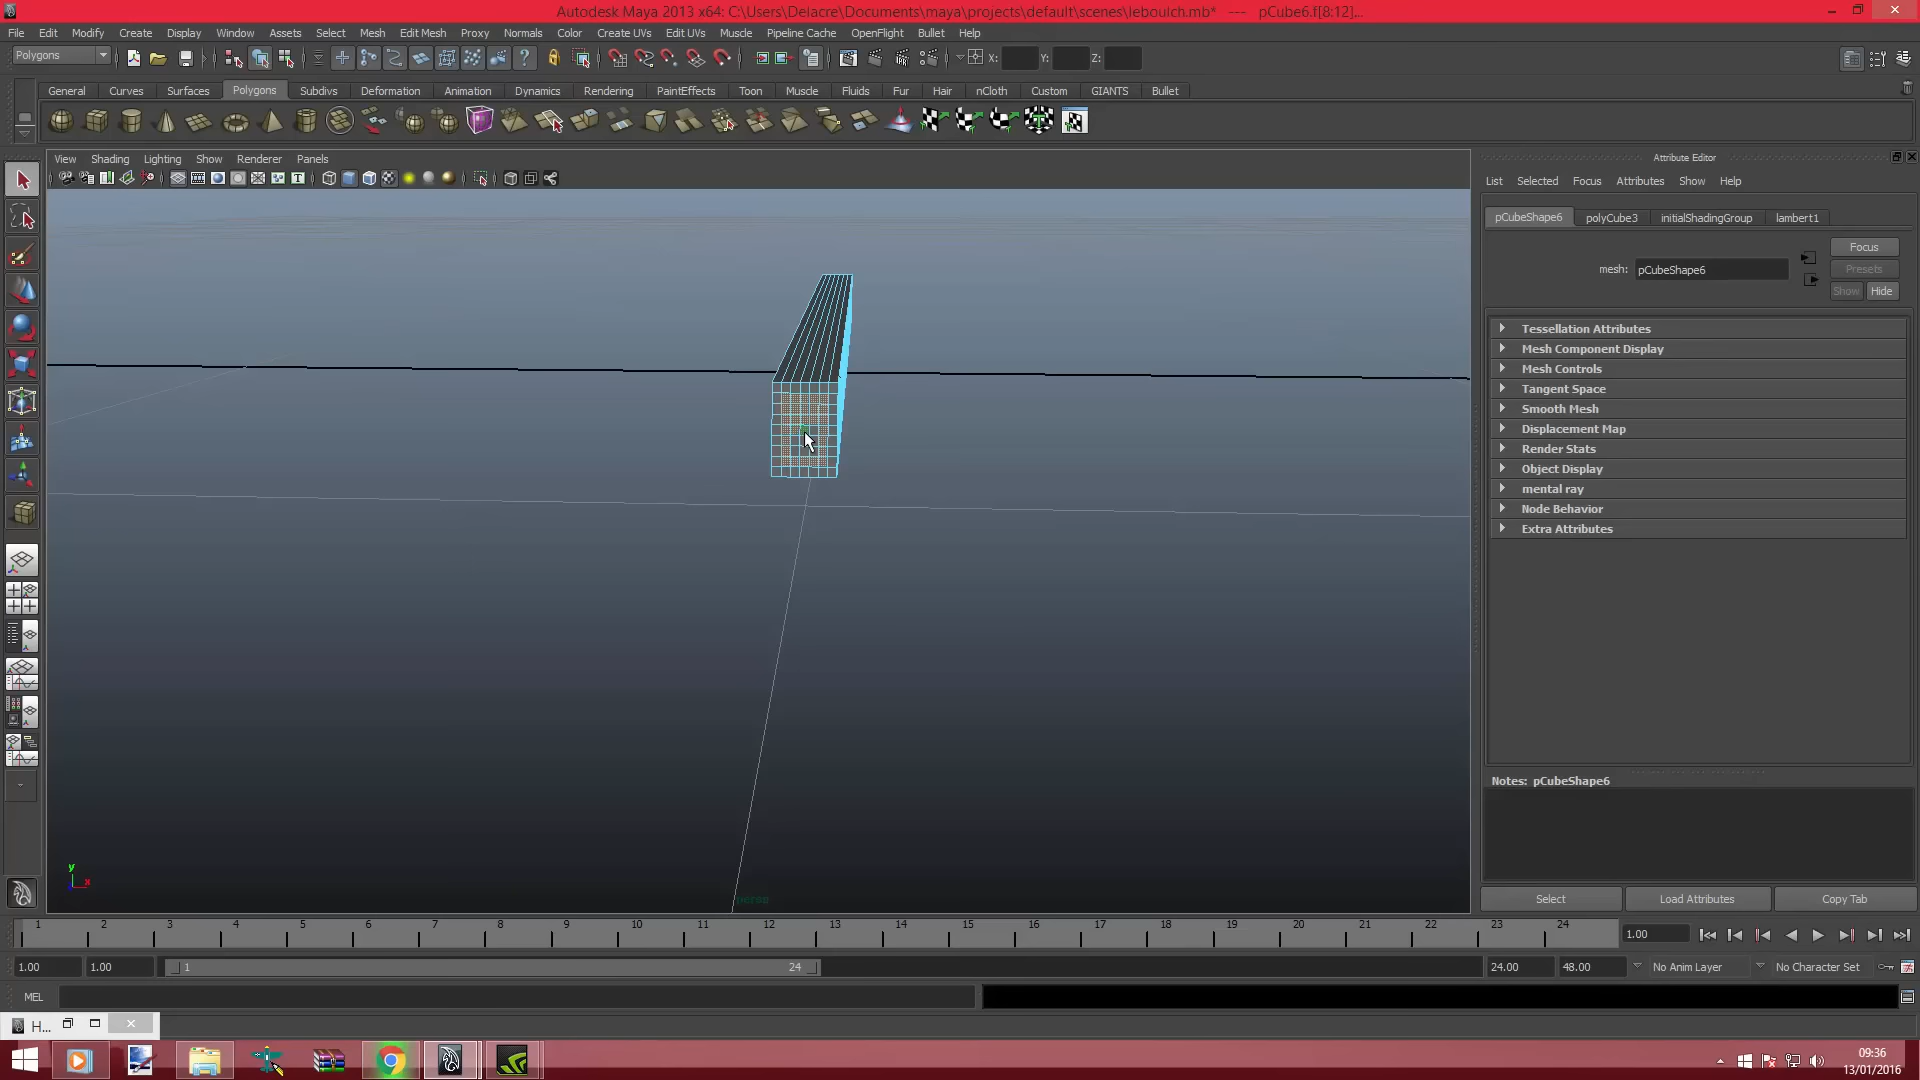 Autodesk Maya 2013 x64: C:\Users\Delacre\Documents\maya\projects\default\scenes\leboulch.mb* --- pCube6.f[8:12]...
File Edit Modify Create Display Window Assets Select Mesh Edit Mesh Proxy Normals Color Create UVs Edit UVs Muscle Pipeline Cache OpenFlight Bullet Help
Polygons X: Y: Z:
General Curves Surfaces Polygons Subdivs Deformation Animation Dynamics Rendering PaintEffects Toon Muscle Fluids Fur Hair nCloth Custom GIANTS Bullet
View Shading Lighting Show Renderer Panels
Attribute Editor
List Selected Focus Attributes Show Help
pCubeShape6 polyCube3 initialShadingGroup lambert1
Focus
mesh: pCubeShape6
Presets
Show Hide
Tessellation Attributes
Mesh Component Display
Mesh Controls
Tangent Space
Smooth Mesh
Displacement Map
Render Stats
Object Display
mental ray
Node Behavior
Extra Attributes
Notes: pCubeShape6
y
x
persp
Select Load Attributes Copy Tab
1 2 3 4 5 6 7 8 9 10 11 12 13 14 15 16 17 18 19 20 21 22 23 24 1.00
1.00 1.00 1 24 24.00 48.00 No Anim Layer No Character Set
MEL
H...
09:36
13/01/2016